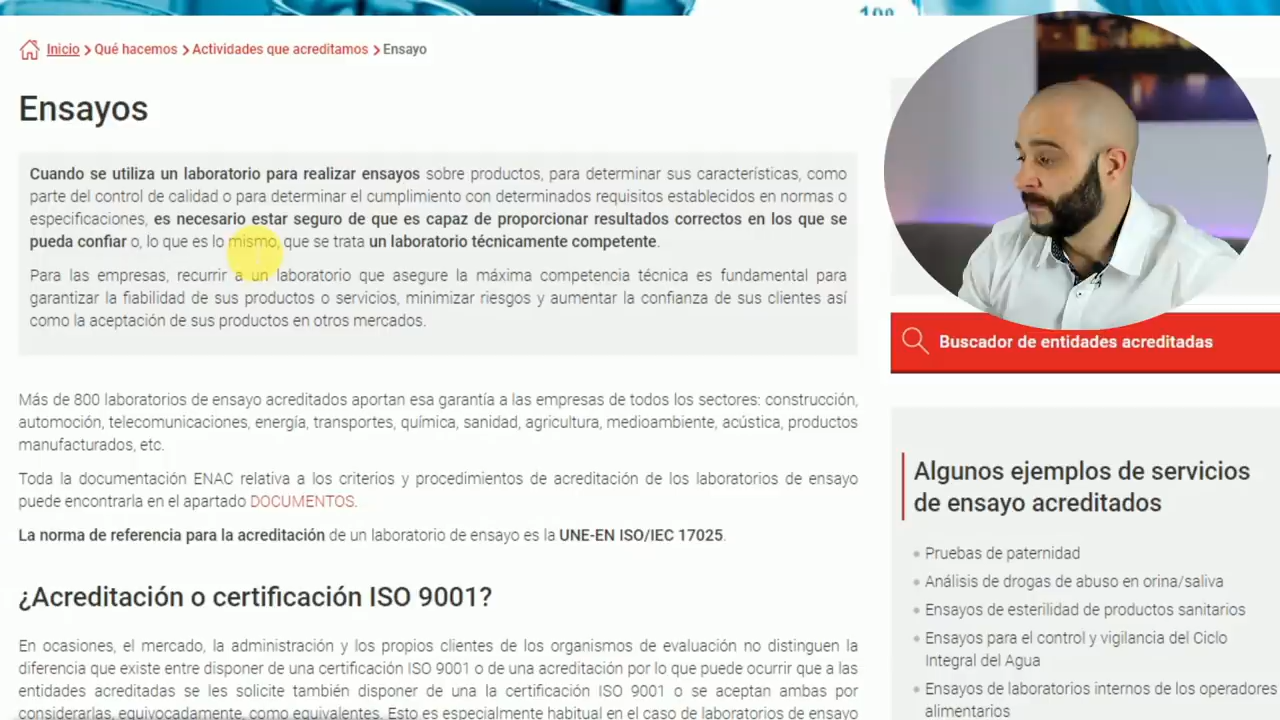 Inicio > Qué hacemos > Actividades que acreditamos > Ensayo
Ensayos
Cuando se utiliza un laboratorio para realizar ensayos sobre productos, para determinar sus características, como
parte del control de calidad o para determinar el cumplimiento con determinados requisitos establecidos en normas o
especificaciones, es necesario estar seguro de que es capaz de proporcionar resultados correctos en los que se
pueda confiar o, lo que es lo mismo, que se trata un laboratorio técnicamente competente.
Para las empresas, recurrir a un laboratorio que asegure la máxima competencia técnica es fundamental para
garantizar la fiabilidad de sus productos o servicios, minimizar riesgos y aumentar la confianza de sus clientes así
como la aceptación de sus productos en otros mercados.
Más de 800 laboratorios de ensayo acreditados aportan esa garantía a las empresas de todos los sectores: construcción,
automoción, telecomunicaciones, energía, transportes, química, sanidad, agricultura, medioambiente, acústica, productos
manufacturados, etc.
Toda la documentación ENAC relativa a los criterios y procedimientos de acreditación de los laboratorios de ensayo
puede encontrarla en el apartado DOCUMENTOS.
La norma de referencia para la acreditación de un laboratorio de ensayo es la UNE-EN ISO/IEC 17025.
¿Acreditación o certificación ISO 9001?
En ocasiones, el mercado, la administración y los propios clientes de los organismos de evaluación no distinguen la
diferencia que existe entre disponer de una certificación ISO 9001 o de una acreditación por lo que puede ocurrir que a las
entidades acreditadas se les solicite también disponer de una la certificación ISO 9001 o se aceptan ambas por
considerarlas, equivocadamente, como equivalentes. Esto es especialmente habitual en el caso de laboratorios de ensayo
Buscador de entidades acreditadas
Algunos ejemplos de servicios
de ensayo acreditados
Pruebas de paternidad
Análisis de drogas de abuso en orina/saliva
Ensayos de esterilidad de productos sanitarios
Ensayos para el control y vigilancia del Ciclo
Integral del Agua
Ensayos de laboratorios internos de los operadores
alimentarios